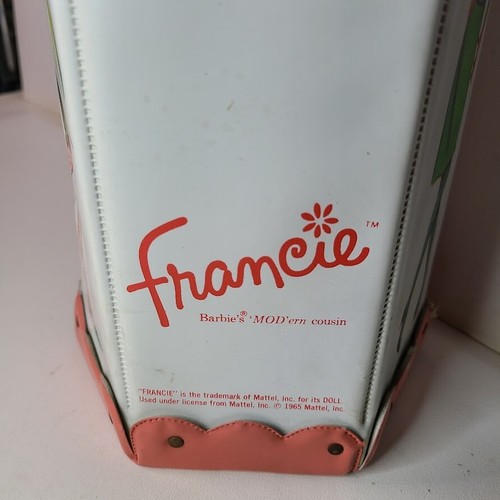 Francie™
Barbie's® 'MOD'ern cousin
"FRANCIE" is the trademark of Mattel, Inc. for its DOLL
Used under license from Mattel, Inc. © 1965 Mattel, Inc.